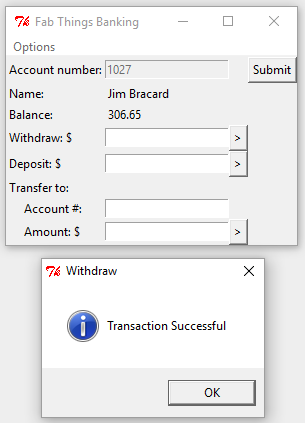 Fab Things Banking
Options
Account number: 1027 Submit
Name: Jim Bracard
Balance: 306.65
Withdraw: $ >
Deposit: $ >
Transfer to:
Account #:
Amount: $ >
Withdraw
Transaction Successful
OK